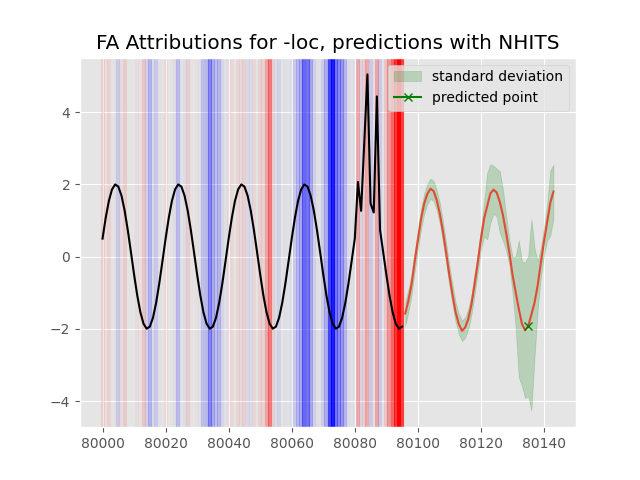 FA Attributions for -loc, predictions with NHITS
standard deviation
predicted point
4
2
0
−2
−4
80000 80020 80040 80060 80080 80100 80120 80140